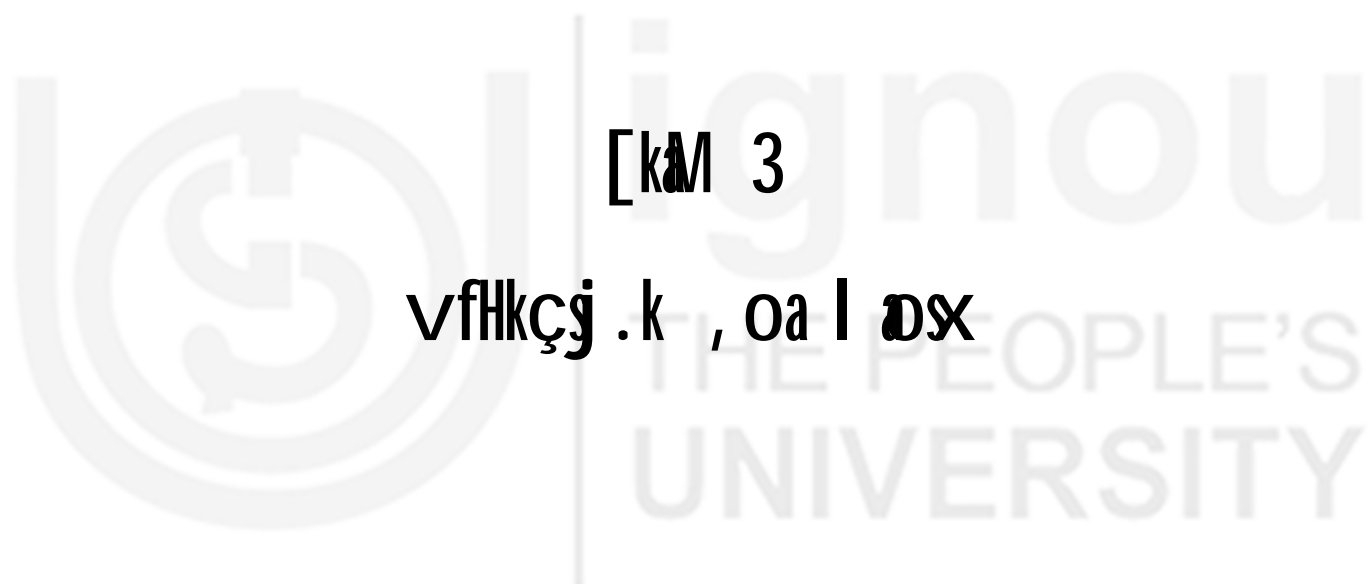 ignou
[kaM 3
vfHkçsj.k ,oa laosx
THE PEOPLE'S
UNIVERSITY